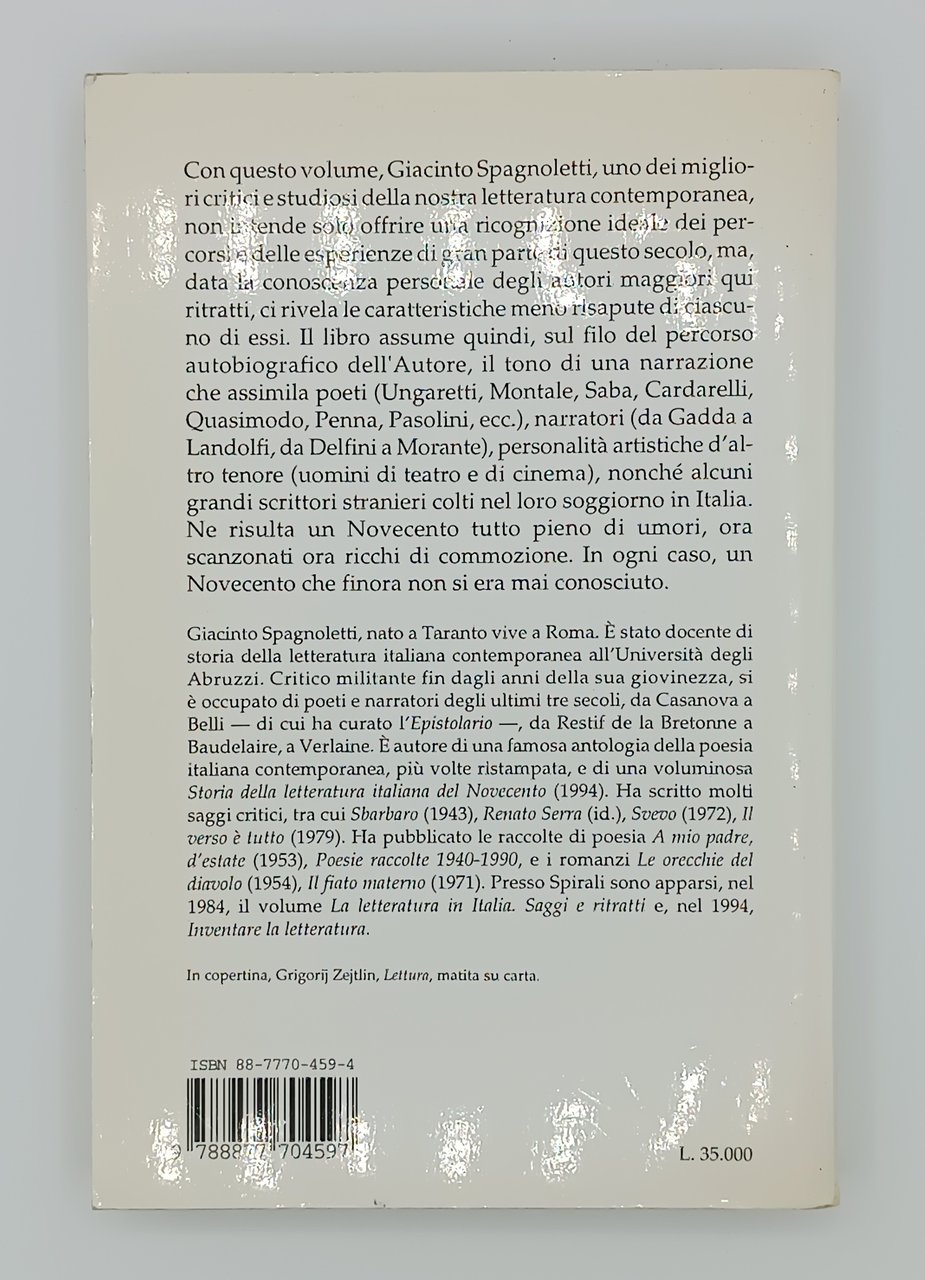 Con questo volume, Giacinto Spagnoletti, uno dei miglio-
ri critici e studiosi della nostra letteratura contemporanea,
non intende solo offrire una ricognizione ideale dei per-
corsi e delle esperienze di gran parte di questo secolo, ma,
data la conoscenza personale degli autori maggiori qui
ritratti, ci rivela le caratteristiche meno risapute di ciascu-
no di essi. Il libro assume quindi, sul filo del percorso
autobiografico dell'Autore, il tono di una narrazione
che assimila poeti (Ungaretti, Montale, Saba, Cardarelli,
Quasimodo, Penna, Pasolini, ecc.), narratori (da Gadda a
Landolfi, da Delfini a Morante), personalità artistiche d'al-
tro tenore (uomini di teatro e di cinema), nonché alcuni
grandi scrittori stranieri colti nel loro soggiorno in Italia.
Ne risulta un Novecento tutto pieno di umori, ora
scanzonati ora ricchi di commozione. In ogni caso, un
Novecento che finora non si era mai conosciuto.
Giacinto Spagnoletti, nato a Taranto vive a Roma. È stato docente di
storia della letteratura italiana contemporanea all'Università degli
Abruzzi. Critico militante fin dagli anni della sua giovinezza, si
è occupato di poeti e narratori degli ultimi tre secoli, da Casanova a
Belli — di cui ha curato l'Epistolario —, da Restif de la Bretonne a
Baudelaire, a Verlaine. È autore di una famosa antologia della poesia
italiana contemporanea, più volte ristampata, e di una voluminosa
Storia della letteratura italiana del Novecento (1994). Ha scritto molti
saggi critici, tra cui Sbarbaro (1943), Renato Serra (id.), Svevo (1972), Il
verso è tutto (1979). Ha pubblicato le raccolte di poesia A mio padre,
d'estate (1953), Poesie raccolte 1940-1990, e i romanzi Le orecchie del
diavolo (1954), Il fiato materno (1971). Presso Spirali sono apparsi, nel
1984, il volume La letteratura in Italia. Saggi e ritratti e, nel 1994,
Inventare la letteratura.
In copertina, Grigorij Zejtlin, Lettura, matita su carta.
ISBN 88-7770-459-4
9 788877 704597
L. 35.000